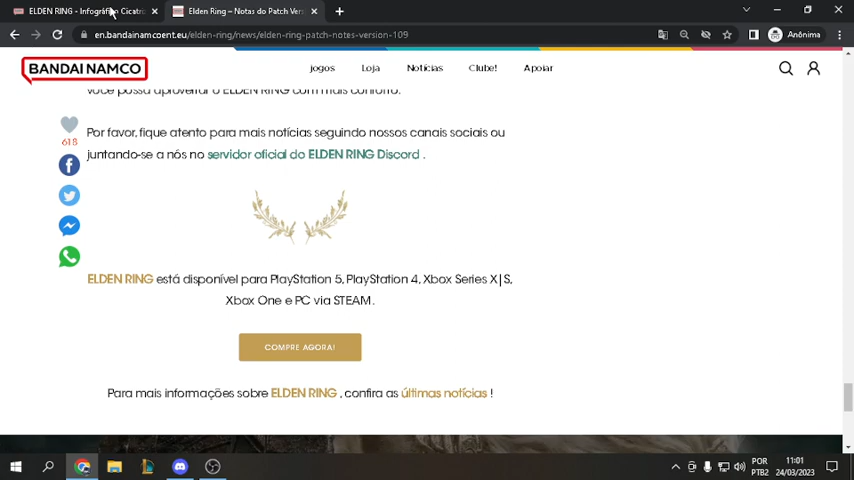 ELDEN RING - Infográfico Cicatri
Elden Ring – Notas do Patch Vers
en.bandainamcoent.eu/elden-ring/news/elden-ring-patch-notes-version-109
Anônima
BANDAI NAMCO
jogos
Loja
Notícias
Clube!
Apoiar
você possa aproveitar o ELDEN RING com mais conforto.
618
Por favor, fique atento para mais notícias seguindo nossos canais sociais ou
juntando-se a nós no servidor oficial do ELDEN RING Discord .
ELDEN RING está disponível para PlayStation 5, PlayStation 4, Xbox Series X|S,
Xbox One e PC via STEAM.
COMPRE AGORA!
Para mais informações sobre ELDEN RING , confira as últimas notícias !
POR
11:01
PTB2
24/03/2023